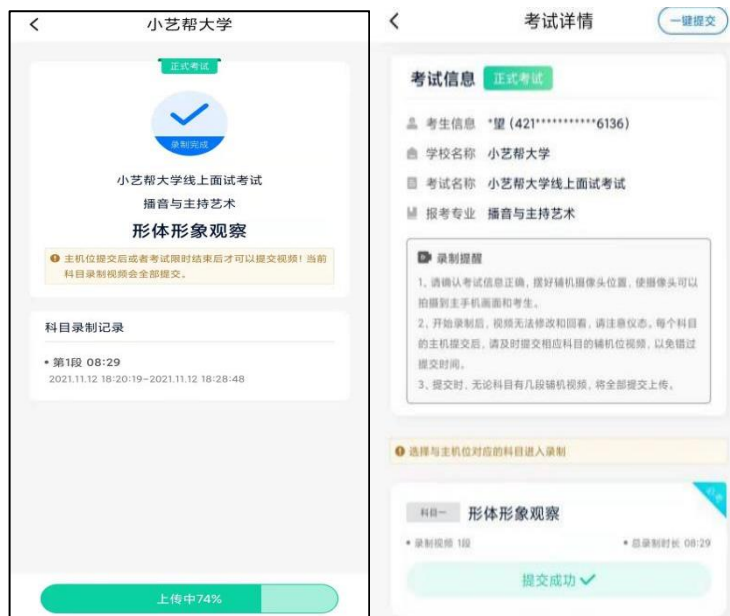 小艺帮大学
正式考试
录制完成
小艺帮大学线上面试考试
播音与主持艺术
形体形象观察
主机位提交后或者考试限时结束后才可以提交视频！当前
科目录制视频会全部提交。
科目录制记录
• 第1段 08:29
2021.11.12 18:20:19-2021.11.12 18:28:48
上传中74%
考试详情
一键提交
考试信息 正式考试
考生信息 *望 (421***********6136)
学校名称 小艺帮大学
考试名称 小艺帮大学线上面试考试
报考专业 播音与主持艺术
录制提醒
1、请确认考试信息正确，摆好辅机摄像头位置，使摄像头可以
拍摄到主手机画面和考生。
2、开始录制后，视频无法修改和回看，请注意仪态。每个科目
的主机提交后，请及时提交相应科目的辅机位视频，以免错过
提交时间。
3、提交时，无论科目有几段辅机视频，将全部提交上传。
选择与主机位对应的科目进入录制
科目一 形体形象观察
• 录制视频 1段
• 总录制时长 08:29
提交成功